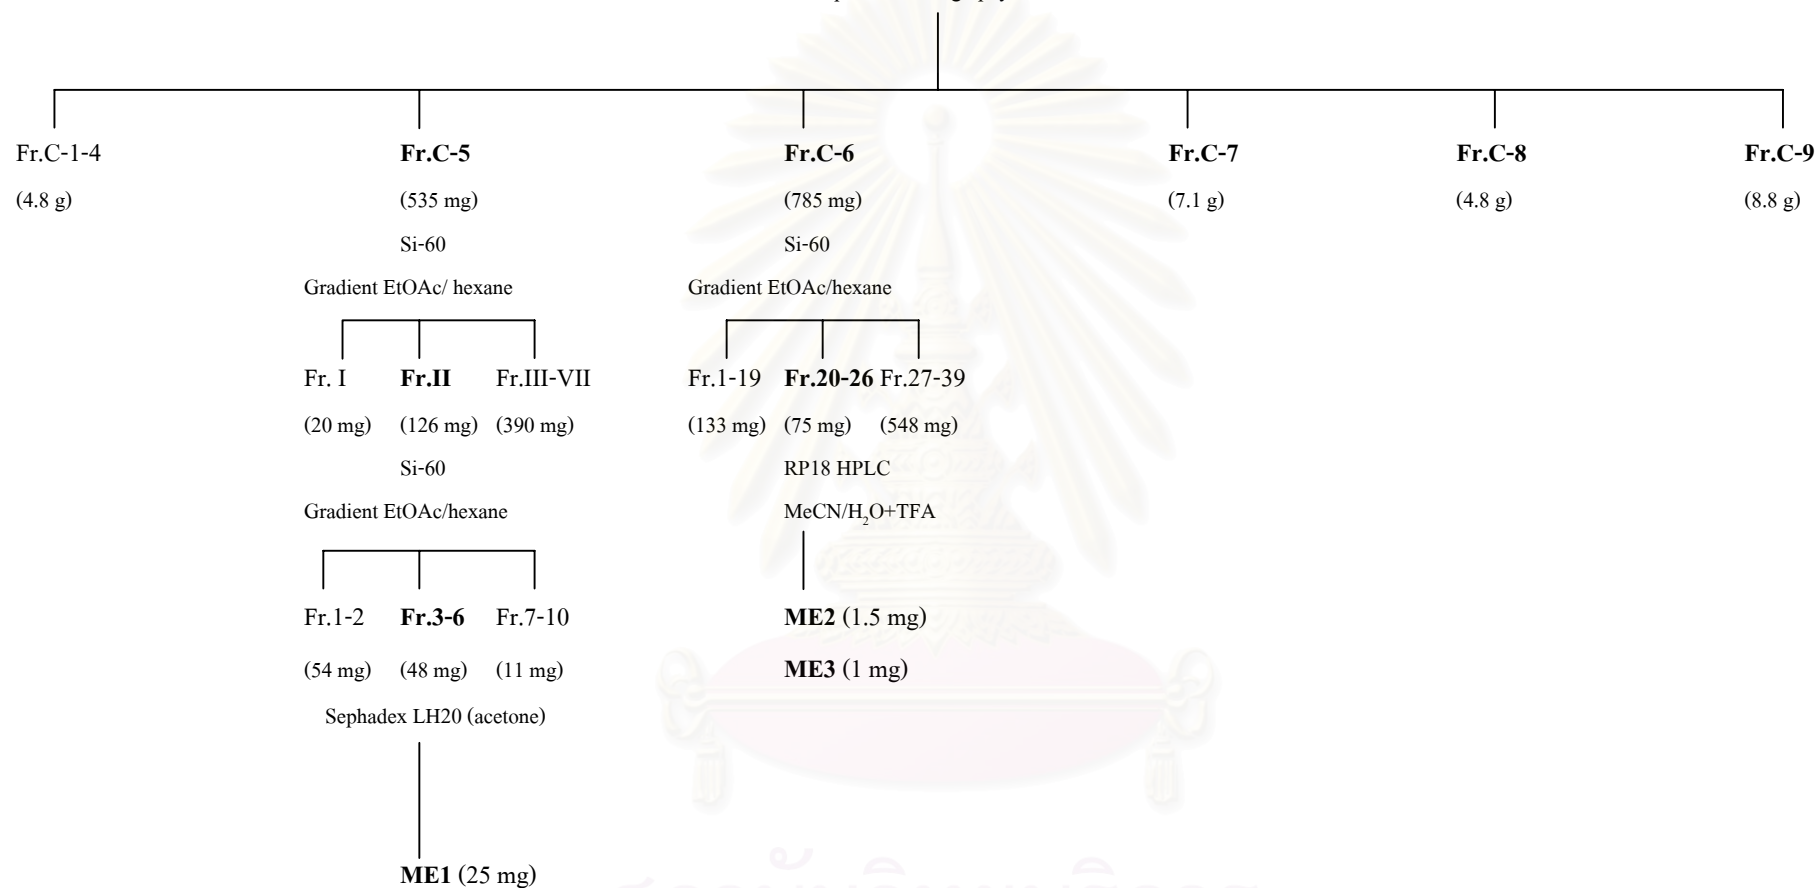 Fr.C-1-4 Fr.C-5 Fr.C-6 Fr.C-7 Fr.C-8 Fr.C-9
(4.8 g) (535 mg) (785 mg) (7.1 g) (4.8 g) (8.8 g)
Si-60 Si-60
Gradient EtOAc/ hexane Gradient EtOAc/hexane
Fr. I Fr.II Fr.III-VII Fr.1-19 Fr.20-26 Fr.27-39
(20 mg) (126 mg) (390 mg) (133 mg) (75 mg) (548 mg)
Si-60 RP18 HPLC
Gradient EtOAc/hexane MeCN/H₂O+TFA
Fr.1-2 Fr.3-6 Fr.7-10 ME2 (1.5 mg)
(54 mg) (48 mg) (11 mg) ME3 (1 mg)
Sephadex LH20 (acetone)
ME1 (25 mg)